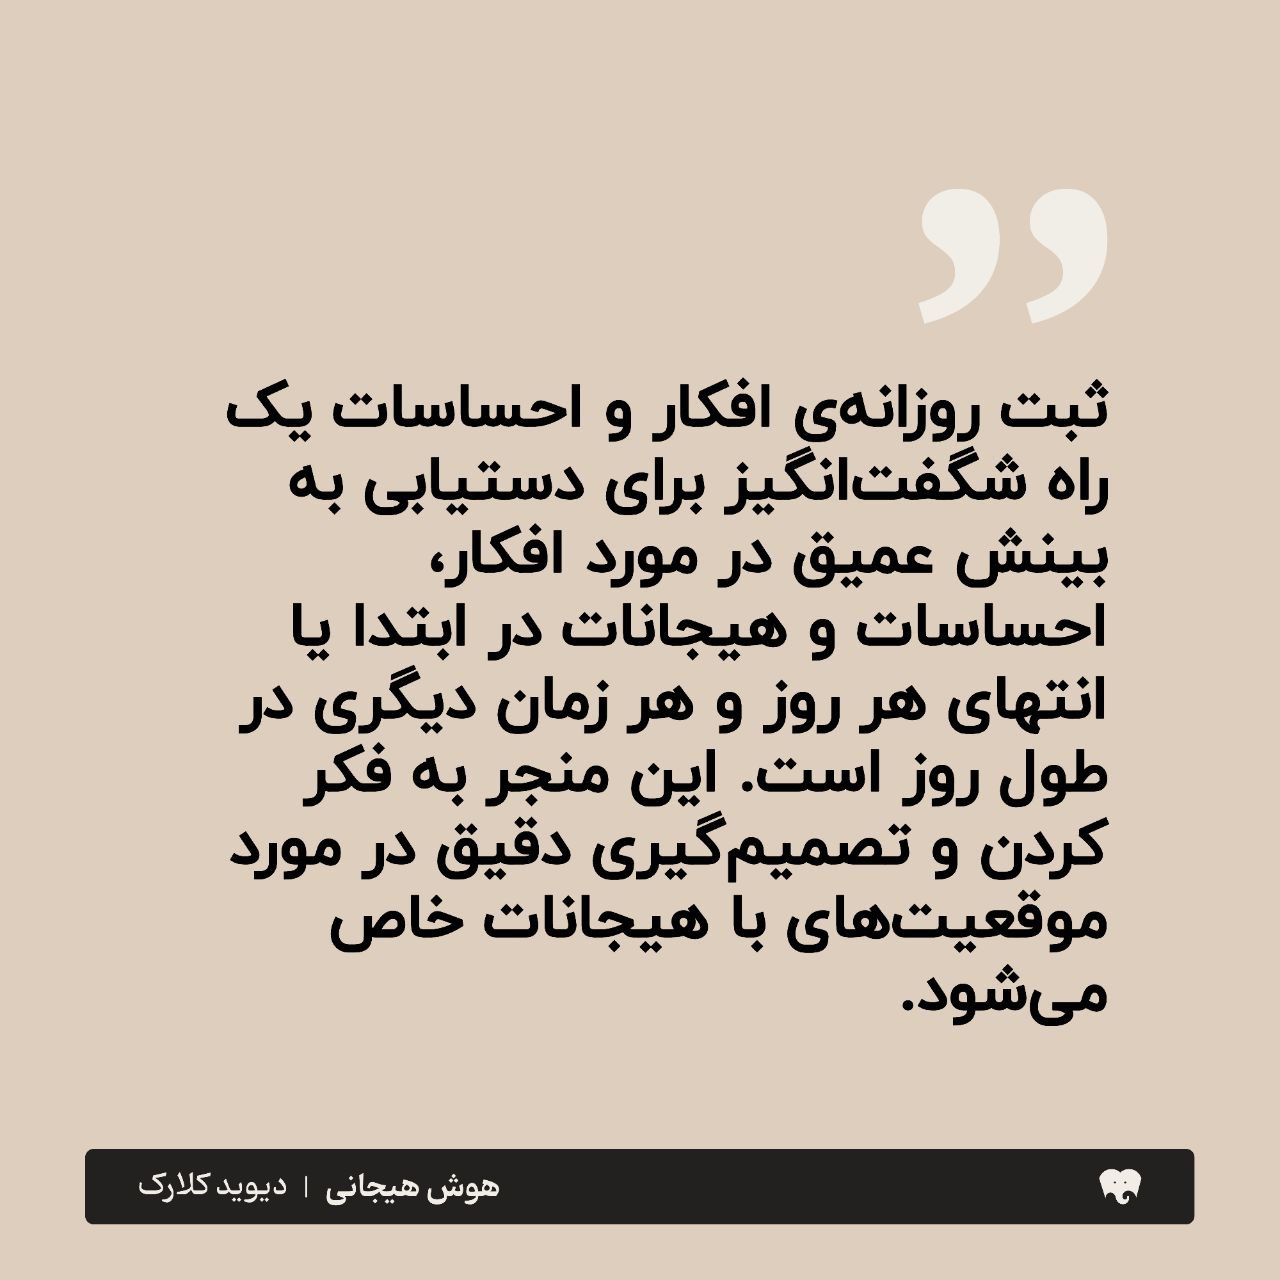 ثبت روزانه‌ی افکار و احساسات یک
راه شگفت‌انگیز برای دستیابی به
بینش عمیق در مورد افکار،
احساسات و هیجانات در ابتدا یا
انتهای هر روز و هر زمان دیگری در
طول روز است. این منجر به فکر
کردن و تصمیم‌گیری دقیق در مورد
موقعیت‌های با هیجانات خاص
می‌شود.
هوش هیجانی | دیوید کلارک